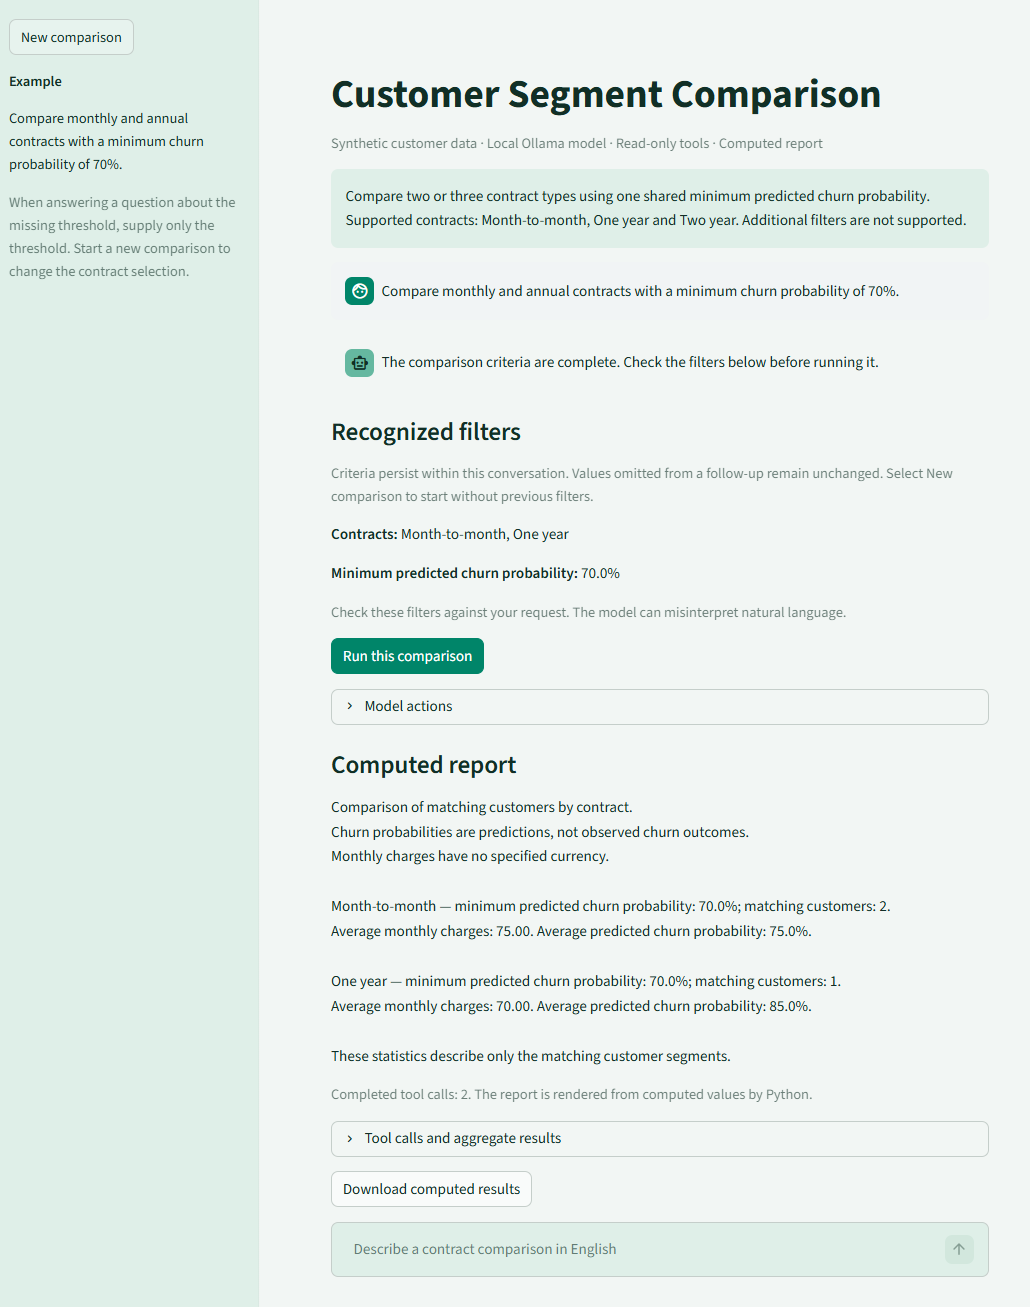 New comparison
Example
Compare monthly and annual
contracts with a minimum churn
probability of 70%.
When answering a question about the
missing threshold, supply only the
threshold. Start a new comparison to
change the contract selection.
Customer Segment Comparison
Synthetic customer data · Local Ollama model · Read-only tools · Computed report
Compare two or three contract types using one shared minimum predicted churn probability.
Supported contracts: Month-to-month, One year and Two year. Additional filters are not supported.
Compare monthly and annual contracts with a minimum churn probability of 70%.
The comparison criteria are complete. Check the filters below before running it.
Recognized filters
Criteria persist within this conversation. Values omitted from a follow-up remain unchanged. Select New
comparison to start without previous filters.
Contracts: Month-to-month, One year
Minimum predicted churn probability: 70.0%
Check these filters against your request. The model can misinterpret natural language.
Run this comparison
Model actions
Computed report
Comparison of matching customers by contract.
Churn probabilities are predictions, not observed churn outcomes.
Monthly charges have no specified currency.
Month-to-month — minimum predicted churn probability: 70.0%; matching customers: 2.
Average monthly charges: 75.00. Average predicted churn probability: 75.0%.
One year — minimum predicted churn probability: 70.0%; matching customers: 1.
Average monthly charges: 70.00. Average predicted churn probability: 85.0%.
These statistics describe only the matching customer segments.
Completed tool calls: 2. The report is rendered from computed values by Python.
Tool calls and aggregate results
Download computed results
Describe a contract comparison in English